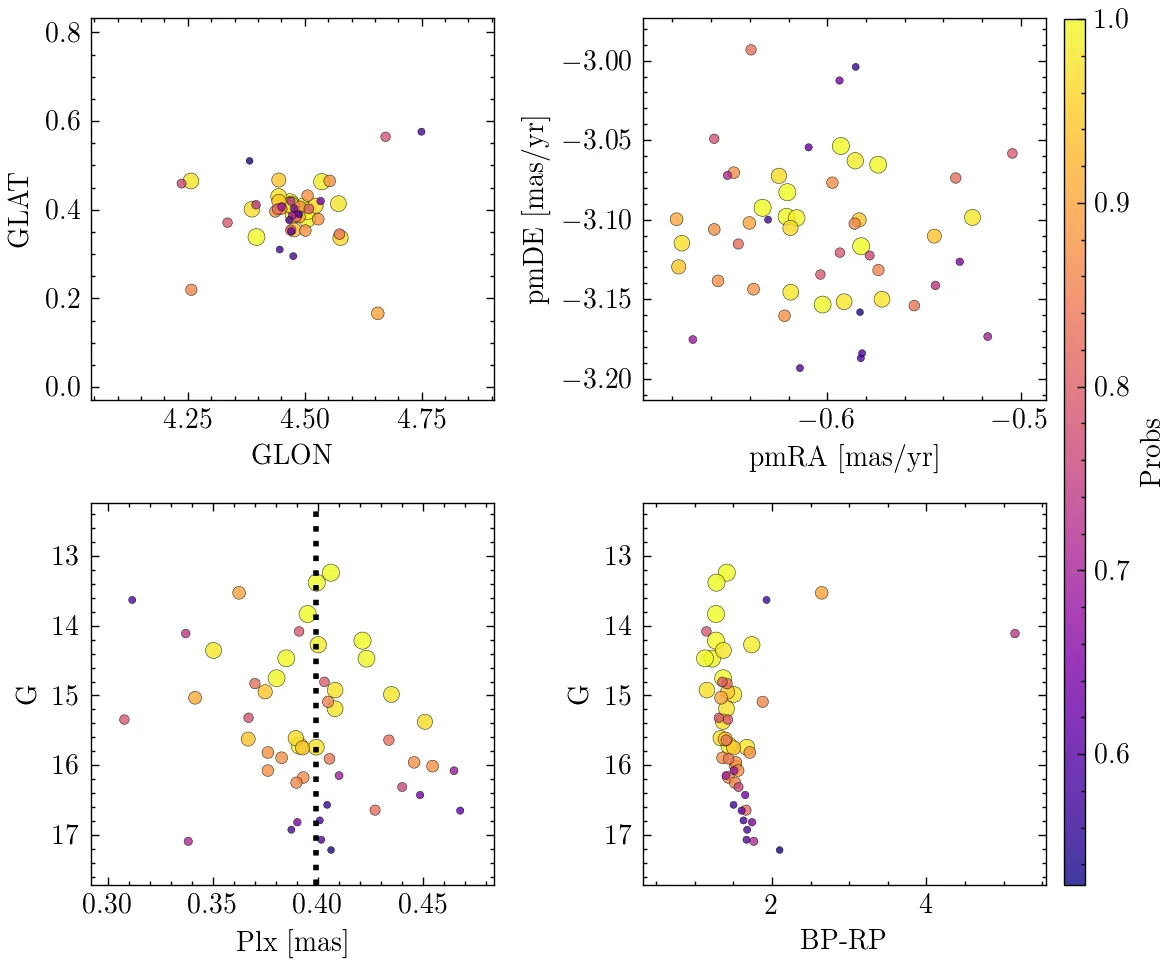 0.8
0.6
0.4
0.2
0.0
GLAT
4.25 4.50 4.75
GLON
−3.00
−3.05
−3.10
−3.15
−3.20
pmDE [mas/yr]
−0.6 −0.5
pmRA [mas/yr]
13
14
15
16
17
G
0.30 0.35 0.40 0.45
Plx [mas]
13
14
15
16
17
G
2 4
BP-RP
1.0
0.9
0.8
0.7
0.6
Probs